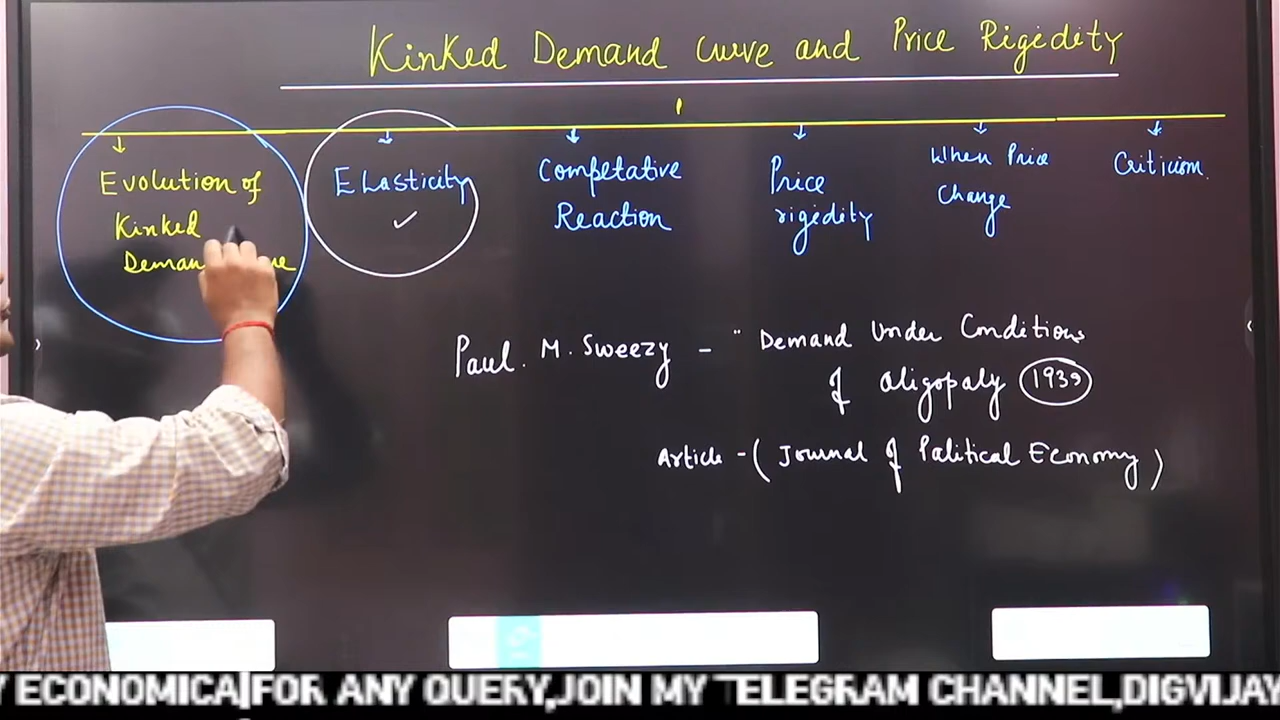 Kinked Demand Curve and Price Rigedity
Evolution of
Kinked
Elasticity
Competative
Reaction
Price
rigedity
When Price
Change
Criticism.
Paul. M. Sweezy - " Demand Under Conditions
of oligopaly 1939
Article - ( Journal of Palitical Economy )
Y ECONOMICA|FOR ANY QUERY,JOIN MY TELEGRAM CHANNEL,DIGVIJAY